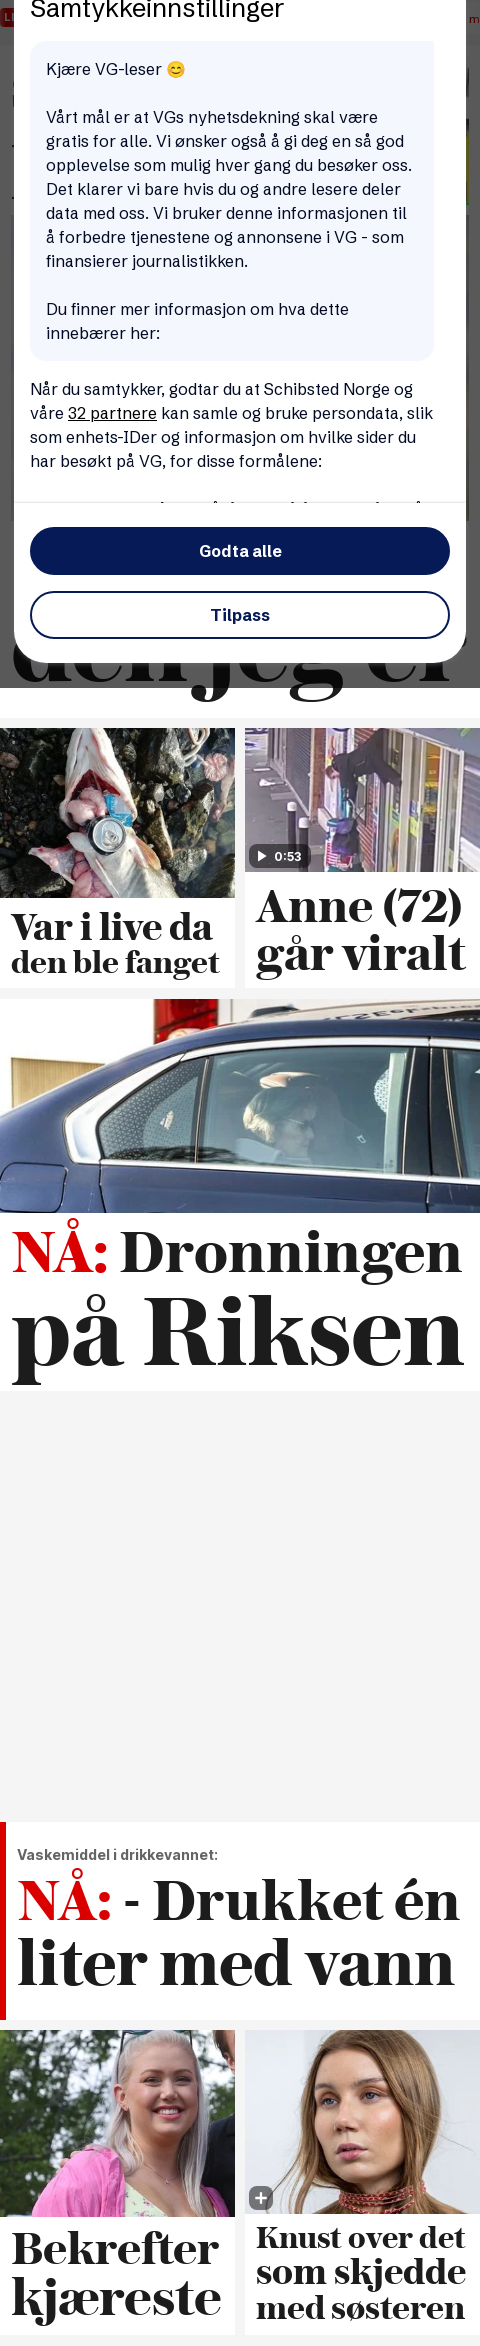 Samtykkeinnstillinger
Kjære VG-leser 😊
Vårt mål er at VGs nyhetsdekning skal være
gratis for alle. Vi ønsker også å gi deg en så god
opplevelse som mulig hver gang du besøker oss.
Det klarer vi bare hvis du og andre lesere deler
data med oss. Vi bruker denne informasjonen til
å forbedre tjenestene og annonsene i VG - som
finansierer journalistikken.
Du finner mer informasjon om hva dette
innebærer her:
Når du samtykker, godtar du at Schibsted Norge og
våre 32 partnere kan samle og bruke persondata, slik
som enhets-IDer og informasjon om hvilke sider du
har besøkt på VG, for disse formålene:
Godta alle
Tilpass
den jeg er
0:53
Var i live da
den ble fanget
Anne (72)
går viralt
NÅ: Dronningen
på Riksen
Vaskemiddel i drikkevannet:
NÅ: - Drukket én
liter med vann
Bekrefter
kjæreste
Knust over det
som skjedde
med søsteren